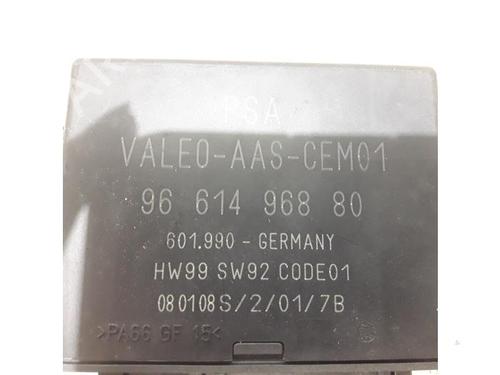 PSA
VALEO-AAS-CEM01
96 614 968 80
601.990 - GERMANY
HW99 SW92 CODE01
080108S/2/01/7B
>PA66 GF 15<